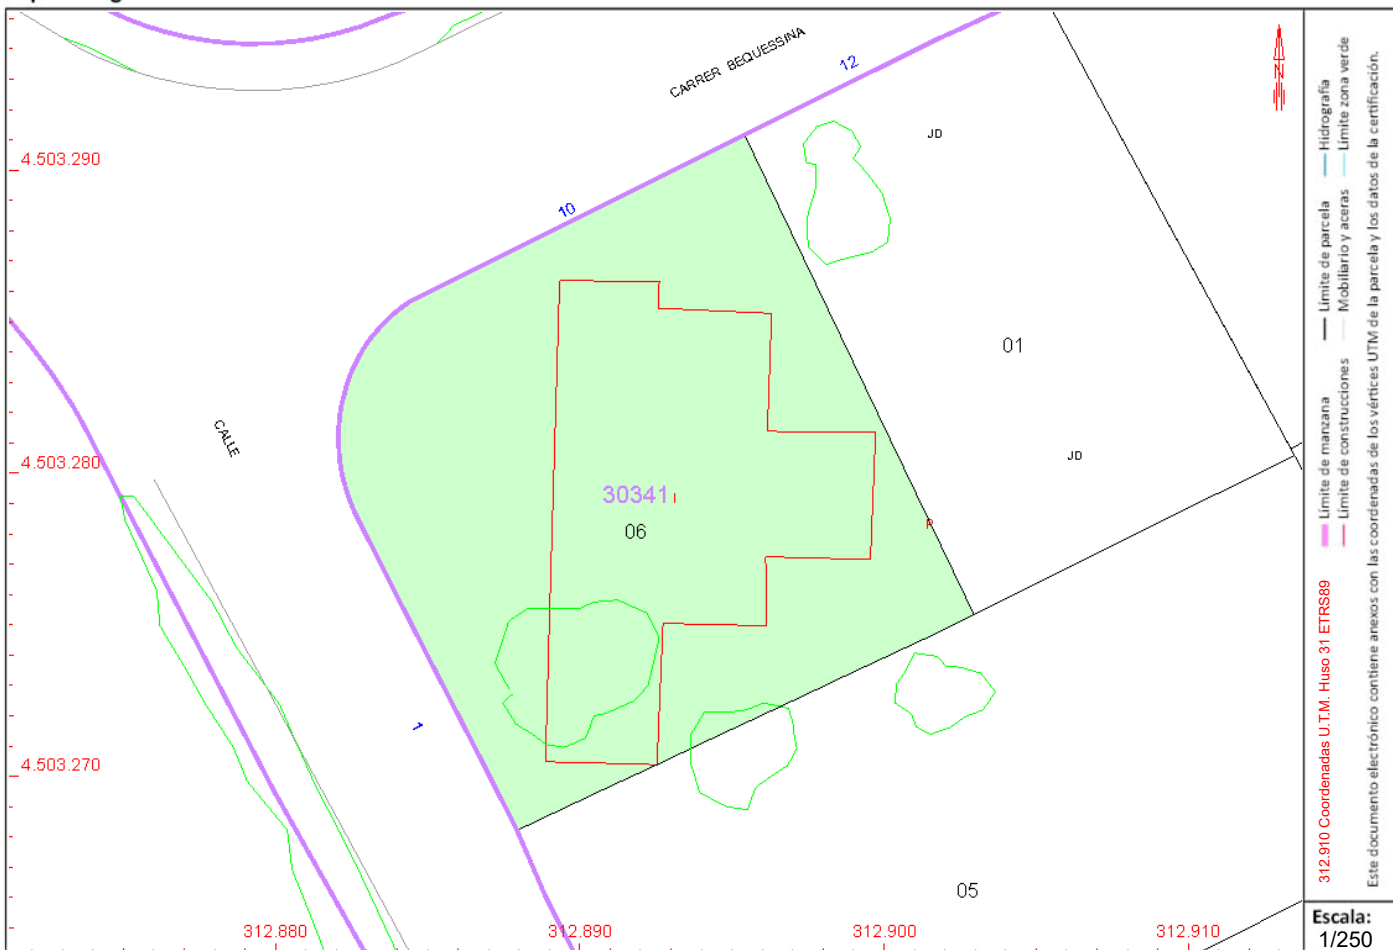 CARRER BEQUESSINA
12
JD
4.503.290
10
01
CALLE
4.503.280
JD
30341
I
06
P
1
4.503.270
05
312.880
312.890
312.900
312.910
N
312.910 Coordenadas U.T.M. Huso 31 ETRS89
Límite de manzana
Límite de parcela
Hidrografía
Límite de construcciones
Mobiliario y aceras
Límite zona verde
Este documento electrónico contiene anexos con las coordenadas de los vértices UTM de la parcela y los datos de la certificación.
Escala:
1/250